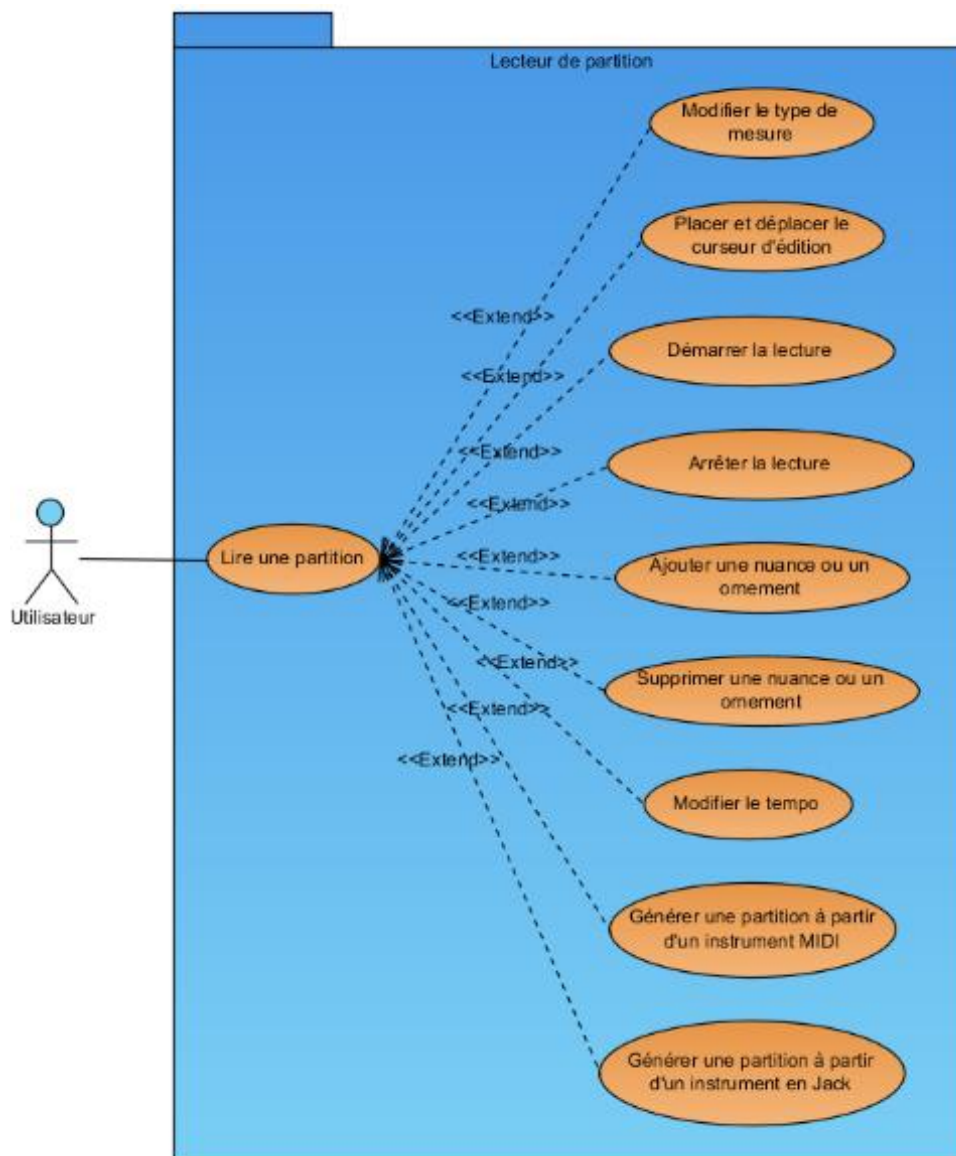 Lecteur de partition
Modifier le type de
mesure
Placer et déplacer le
curseur d'édition
<<Extend>>
Démarrer la lecture
<<Extend>>
<<Extend>>
Arrêter la lecture
<<Extend>>
Lire une partition
<<Extend>>
Ajouter une nuance ou un
ornement
Utilisateur
<<Extend>>
<<Extend>>
Supprimer une nuance ou un
ornement
<<Extend>>
<<Extend>>
Modifier le tempo
Générer une partition à partir
d'un instrument MIDI
Générer une partition à partir
d'un instrument en Jack